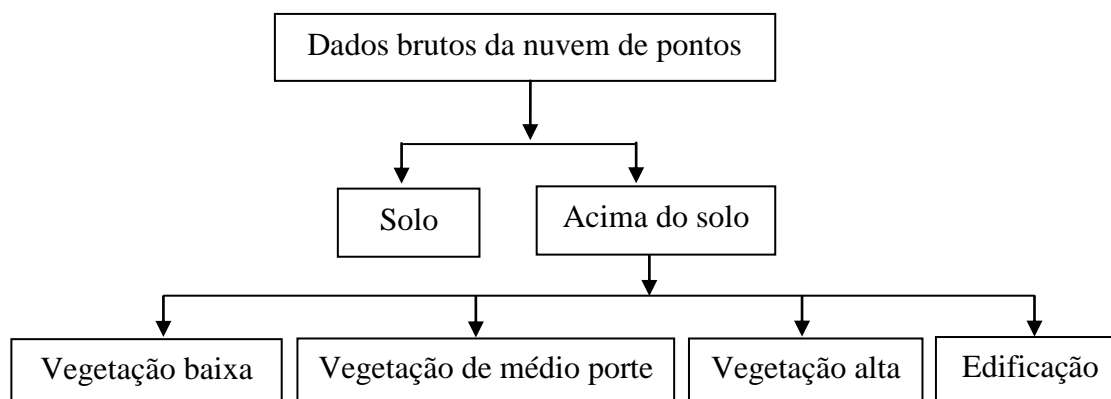 Dados brutos da nuvem de pontos
Solo
Acima do solo
Vegetação baixa
Vegetação de médio porte
Vegetação alta
Edificação